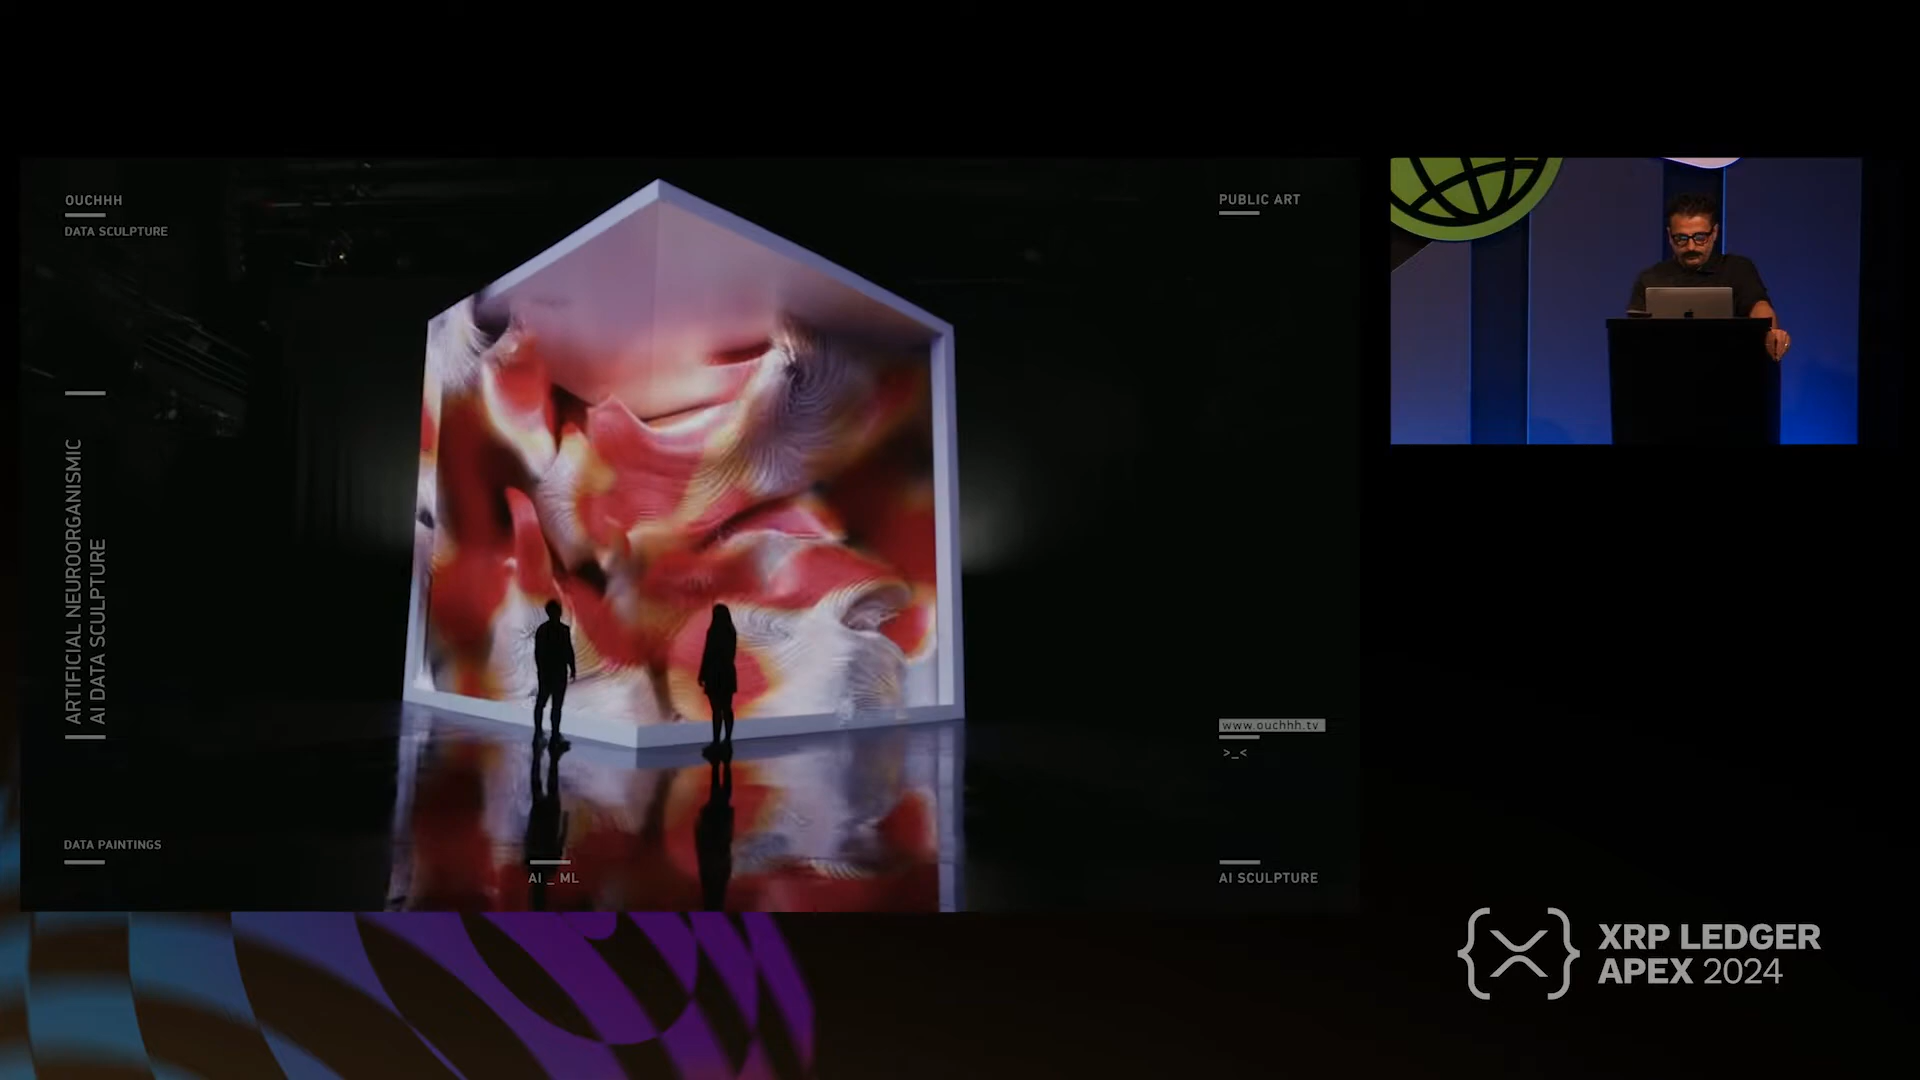 OUCHHH
DATA SCULPTURE
PUBLIC ART
ARTIFICIAL NEUROORGANISMIC
AI DATA SCULPTURE
www.ouchhh.tv
>_<
DATA PAINTINGS
AI _ ML
AI SCULPTURE
XRP LEDGER
APEX 2024